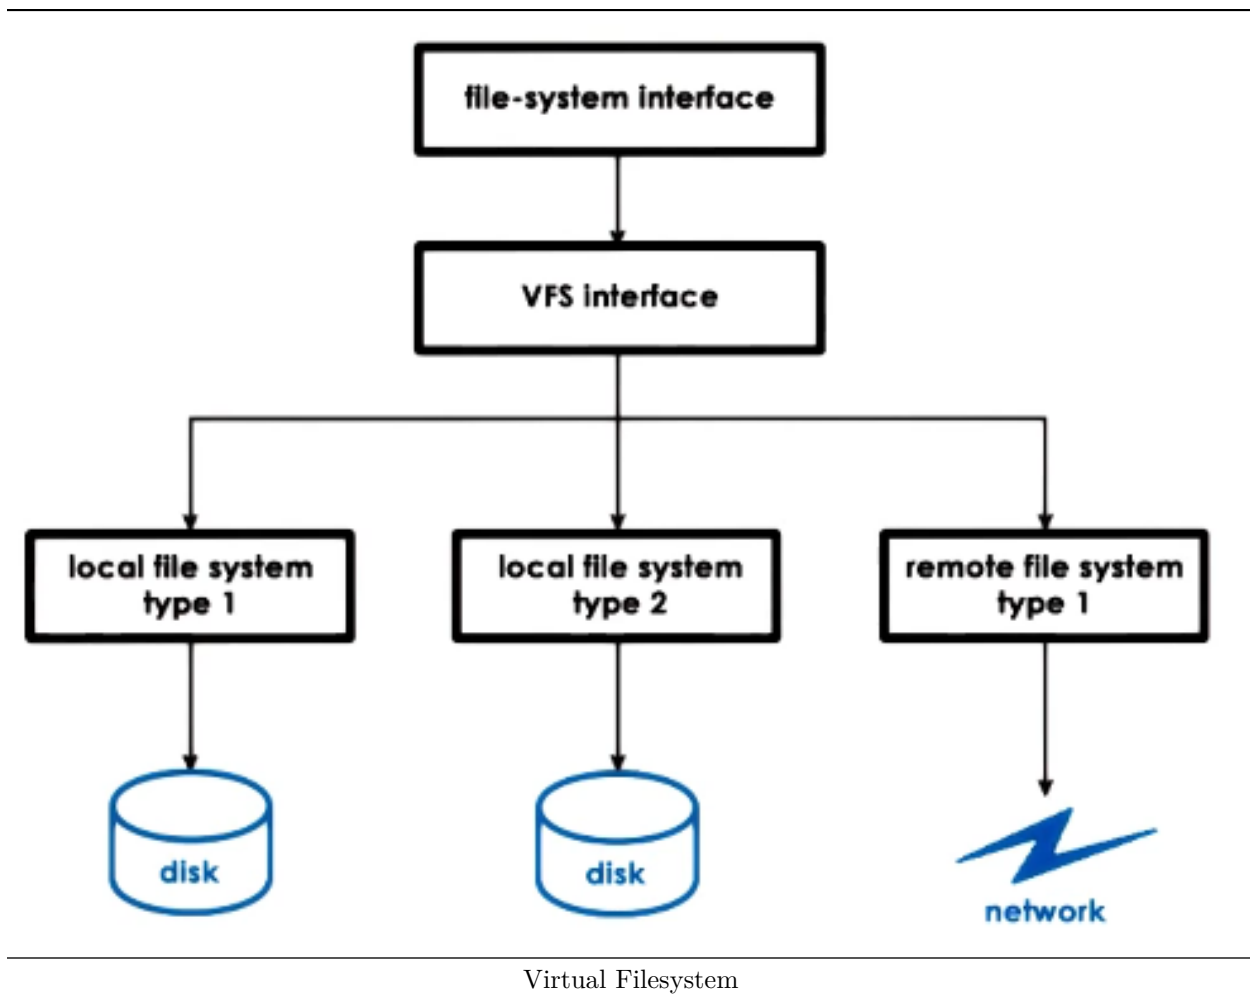 file-system interface
VFS interface
local file system
type 1
local file system
type 2
remote file system
type 1
disk
disk
network
Virtual Filesystem